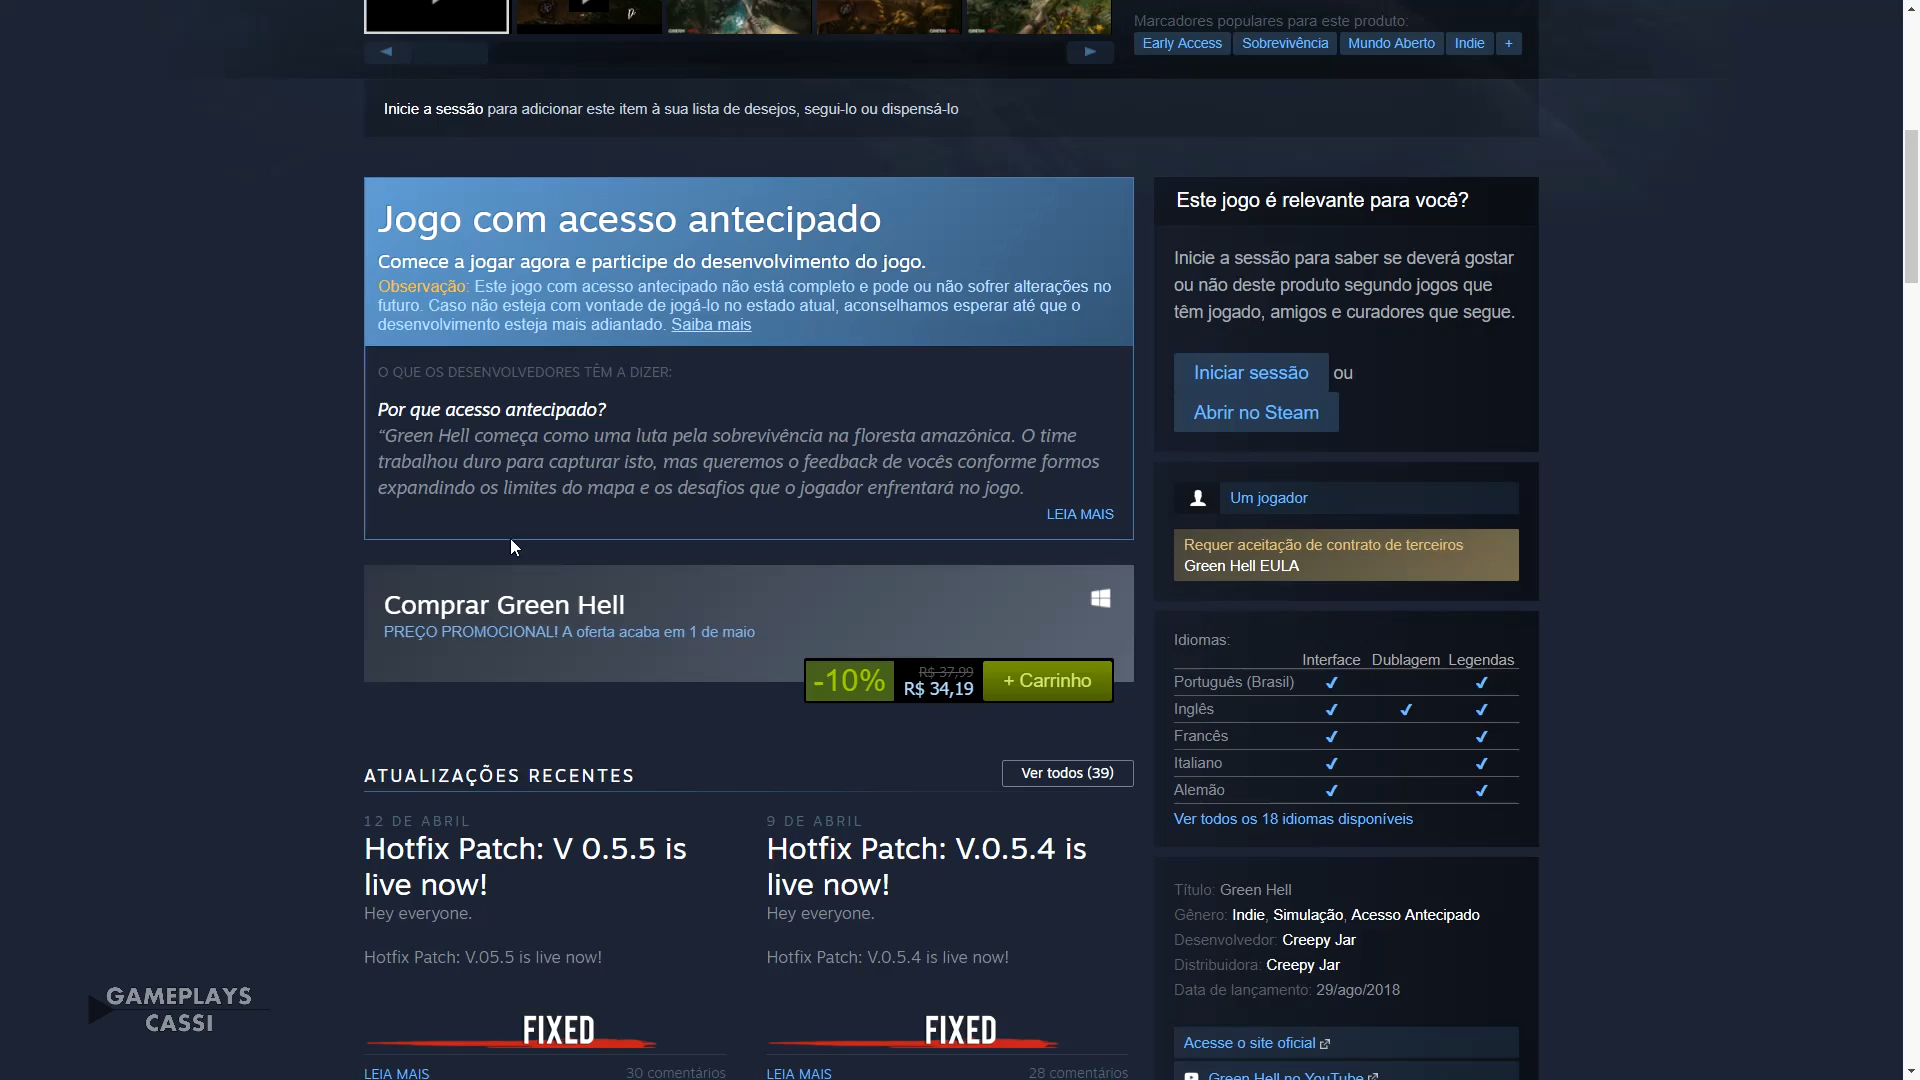 Marcadores populares para este produto:
Early Access Sobrevivência Mundo Aberto Indie +
Inicie a sessão para adicionar este item à sua lista de desejos, segui-lo ou dispensá-lo
Jogo com acesso antecipado
Comece a jogar agora e participe do desenvolvimento do jogo.
Observação: Este jogo com acesso antecipado não está completo e pode ou não sofrer alterações no
futuro. Caso não esteja com vontade de jogá-lo no estado atual, aconselhamos esperar até que o
desenvolvimento esteja mais adiantado. Saiba mais
O QUE OS DESENVOLVEDORES TÊM A DIZER:
Por que acesso antecipado?
“Green Hell começa como uma luta pela sobrevivência na floresta amazônica. O time
trabalhou duro para capturar isto, mas queremos o feedback de vocês conforme formos
expandindo os limites do mapa e os desafios que o jogador enfrentará no jogo.
LEIA MAIS
Comprar Green Hell
PREÇO PROMOCIONAL! A oferta acaba em 1 de maio
-10% R$ 37,99 R$ 34,19 + Carrinho
ATUALIZAÇÕES RECENTES
Ver todos (39)
12 DE ABRIL
Hotfix Patch: V 0.5.5 is
live now!
Hey everyone.
Hotfix Patch: V.05.5 is live now!
FIXED
LEIA MAIS 30 comentários
9 DE ABRIL
Hotfix Patch: V.0.5.4 is
live now!
Hey everyone.
Hotfix Patch: V.0.5.4 is live now!
FIXED
LEIA MAIS 28 comentários
Este jogo é relevante para você?
Inicie a sessão para saber se deverá gostar
ou não deste produto segundo jogos que
têm jogado, amigos e curadores que segue.
Iniciar sessão ou
Abrir no Steam
Um jogador
Requer aceitação de contrato de terceiros
Green Hell EULA
Idiomas:
Interface Dublagem Legendas
Português (Brasil) ✔ ✔
Inglês ✔ ✔ ✔
Francês ✔ ✔
Italiano ✔ ✔
Alemão ✔ ✔
Ver todos os 18 idiomas disponíveis
Título: Green Hell
Gênero: Indie, Simulação, Acesso Antecipado
Desenvolvedor: Creepy Jar
Distribuidora: Creepy Jar
Data de lançamento: 29/ago/2018
Acesse o site oficial
Green Hell no YouTube
GAMEPLAYS
CASSI